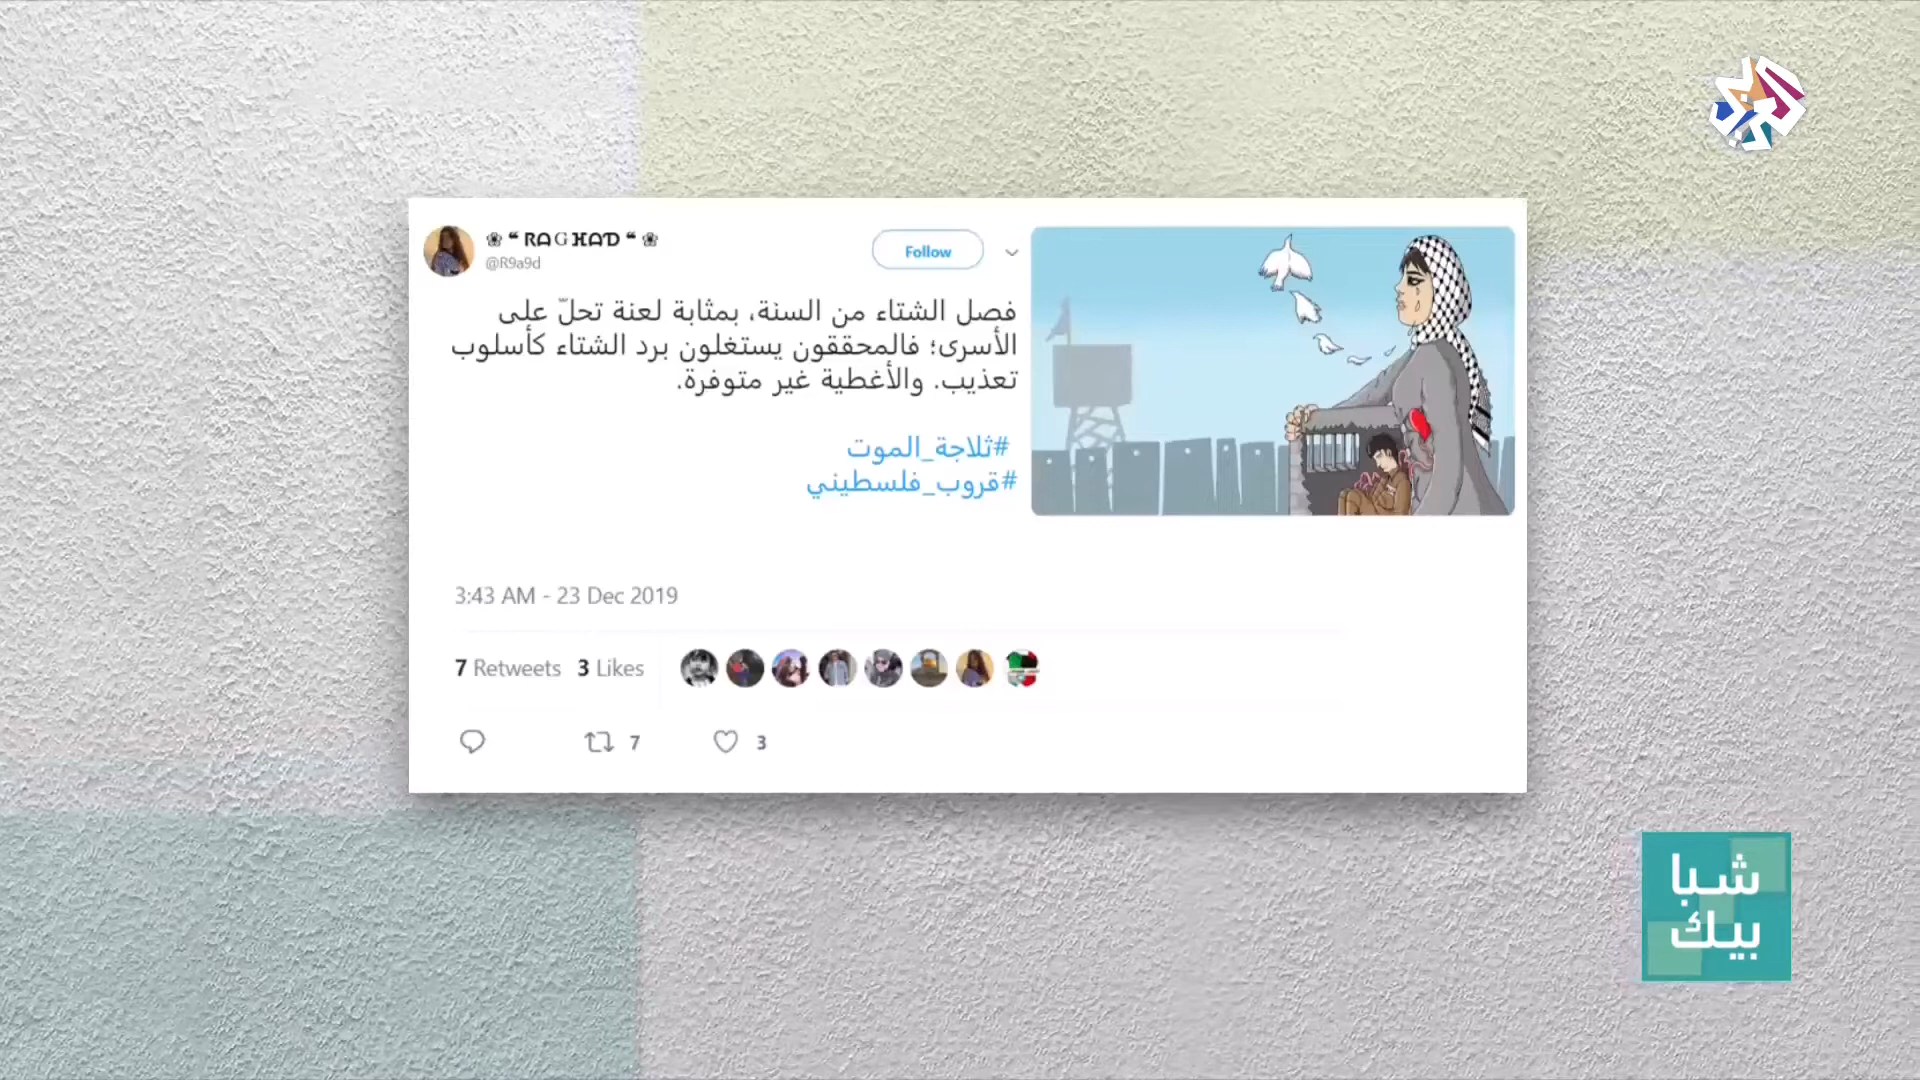 ❀ “ RAGHAD “ ❀
@R9a9d
Follow
فصل الشتاء من السنة، بمثابة لعنة تحلّ على
الأسرى؛ فالمحققون يستغلون برد الشتاء كأسلوب
تعذيب. والأغطية غير متوفرة.
#ثلاجة_الموت
#قروب_فلسطيني
3:43 AM - 23 Dec 2019
7 Retweets 3 Likes
7 3
شبا
بيك